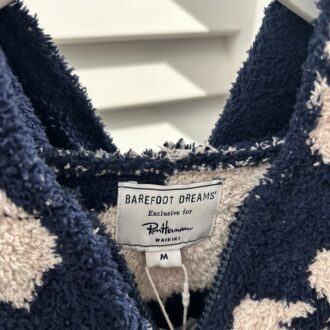 BAREFOOT DREAMS®
Exclusive for
Ron Herman
WAIKIKI
M